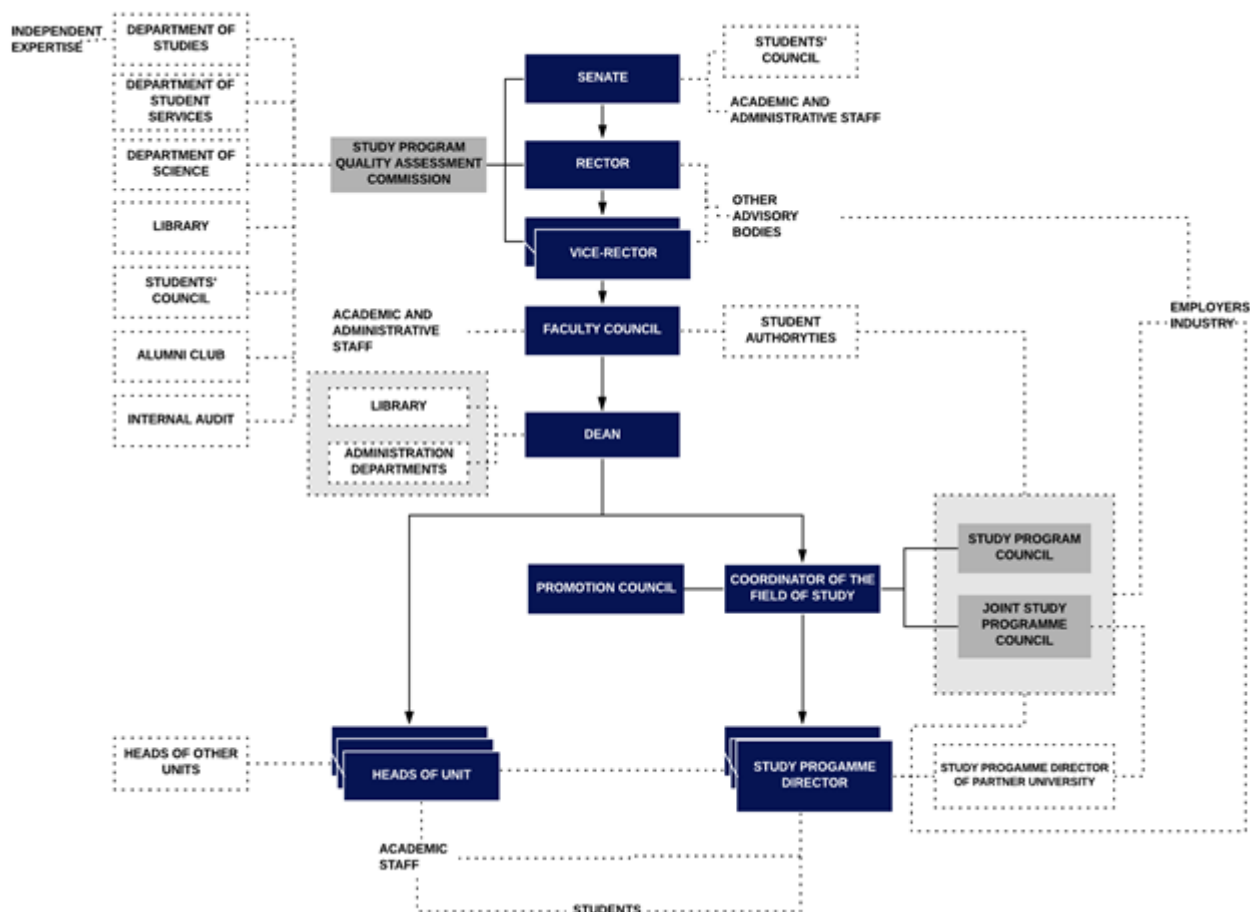 INDEPENDENT
EXPERTISE
DEPARTMENT OF
STUDIES
DEPARTMENT OF
STUDENT
SERVICES
DEPARTMENT OF
SCIENCE
LIBRARY
STUDENTS'
COUNCIL
ALUMNI CLUB
INTERNAL AUDIT
STUDY PROGRAM
QUALITY ASSESSMENT
COMMISSION
SENATE
STUDENTS'
COUNCIL
ACADEMIC AND
ADMINISTRATIVE STAFF
RECTOR
VICE-RECTOR
OTHER
ADVISORY
BODIES
EMPLOYERS
INDUSTRY
ACADEMIC AND
ADMINISTRATIVE
STAFF
FACULTY COUNCIL
STUDENT
AUTHORYTIES
LIBRARY
ADMINISTRATION
DEPARTMENTS
DEAN
PROMOTION COUNCIL
COORDINATOR OF THE
FIELD OF STUDY
STUDY PROGRAM
COUNCIL
JOINT STUDY
PROGRAMME
COUNCIL
HEADS OF OTHER
UNITS
HEADS OF UNIT
STUDY PROGAMME
DIRECTOR
STUDY PROGAMME DIRECTOR
OF PARTNER UNIVERSITY
ACADEMIC
STAFF
STUDENTS